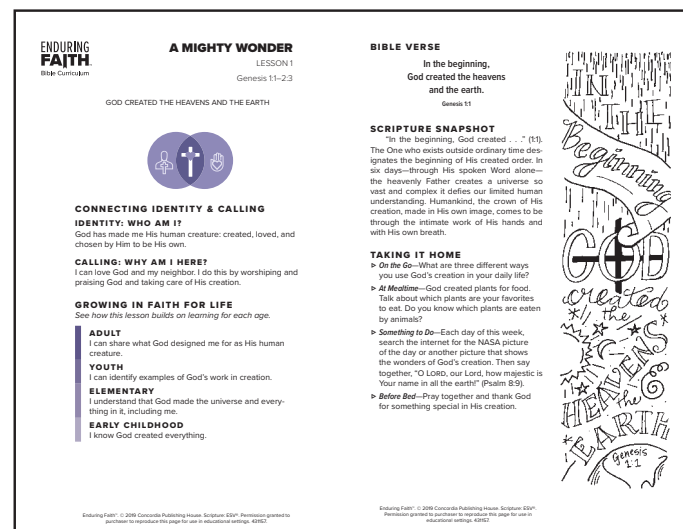 ENDURING
FAITH
Bible Curriculum
A MIGHTY WONDER
LESSON 1
Genesis 1:1–2:3
GOD CREATED THE HEAVENS AND THE EARTH
CONNECTING IDENTITY & CALLING
IDENTITY: WHO AM I?
God has made me His human creature: created, loved, and
chosen by Him to be His own.
CALLING: WHY AM I HERE?
I can love God and my neighbor. I do this by worshiping and
praising God and taking care of His creation.
GROWING IN FAITH FOR LIFE
See how this lesson builds on learning for each age.
ADULT
I can share what God designed me for as His human
creature.
YOUTH
I can identify examples of God's work in creation.
ELEMENTARY
I understand that God made the universe and every-
thing in it, including me.
EARLY CHILDHOOD
I know God created everything.
Enduring Faith™. © 2019 Concordia Publishing House. Scripture: ESV®. Permission granted to
purchaser to reproduce this page for use in educational settings. 431157.
BIBLE VERSE
In the beginning,
God created the heavens
and the earth.
Genesis 1:1
SCRIPTURE SNAPSHOT
"In the beginning, God created . . ." (1:1).
The One who exists outside ordinary time des-
ignates the beginning of His created order. In
six days—through His spoken Word alone—
the heavenly Father creates a universe so
vast and complex it defies our limited human
understanding. Humankind, the crown of His
creation, made in His own image, comes to be
through the intimate work of His hands and
with His own breath.
TAKING IT HOME
▹ On the Go—What are three different ways
you use God's creation in your daily life?
▹ At Mealtime—God created plants for food.
Talk about which plants are your favorites
to eat. Do you know which plants are eaten
by animals?
▹ Something to Do—Each day of this week,
search the internet for the NASA picture
of the day or another picture that shows
the wonders of God's creation. Then say
together, "O LORD, our Lord, how majestic is
Your name in all the earth!" (Psalm 8:9).
▹ Before Bed—Pray together and thank God
for something special in His creation.
Enduring Faith™. © 2019 Concordia Publishing House. Scripture: ESV®.
Permission granted to purchaser to reproduce this page for use in
educational settings. 431157.
IN
THE
Beginning
GOD
created
the
HEAVENS
AND
the
EARTH
Genesis
1:1